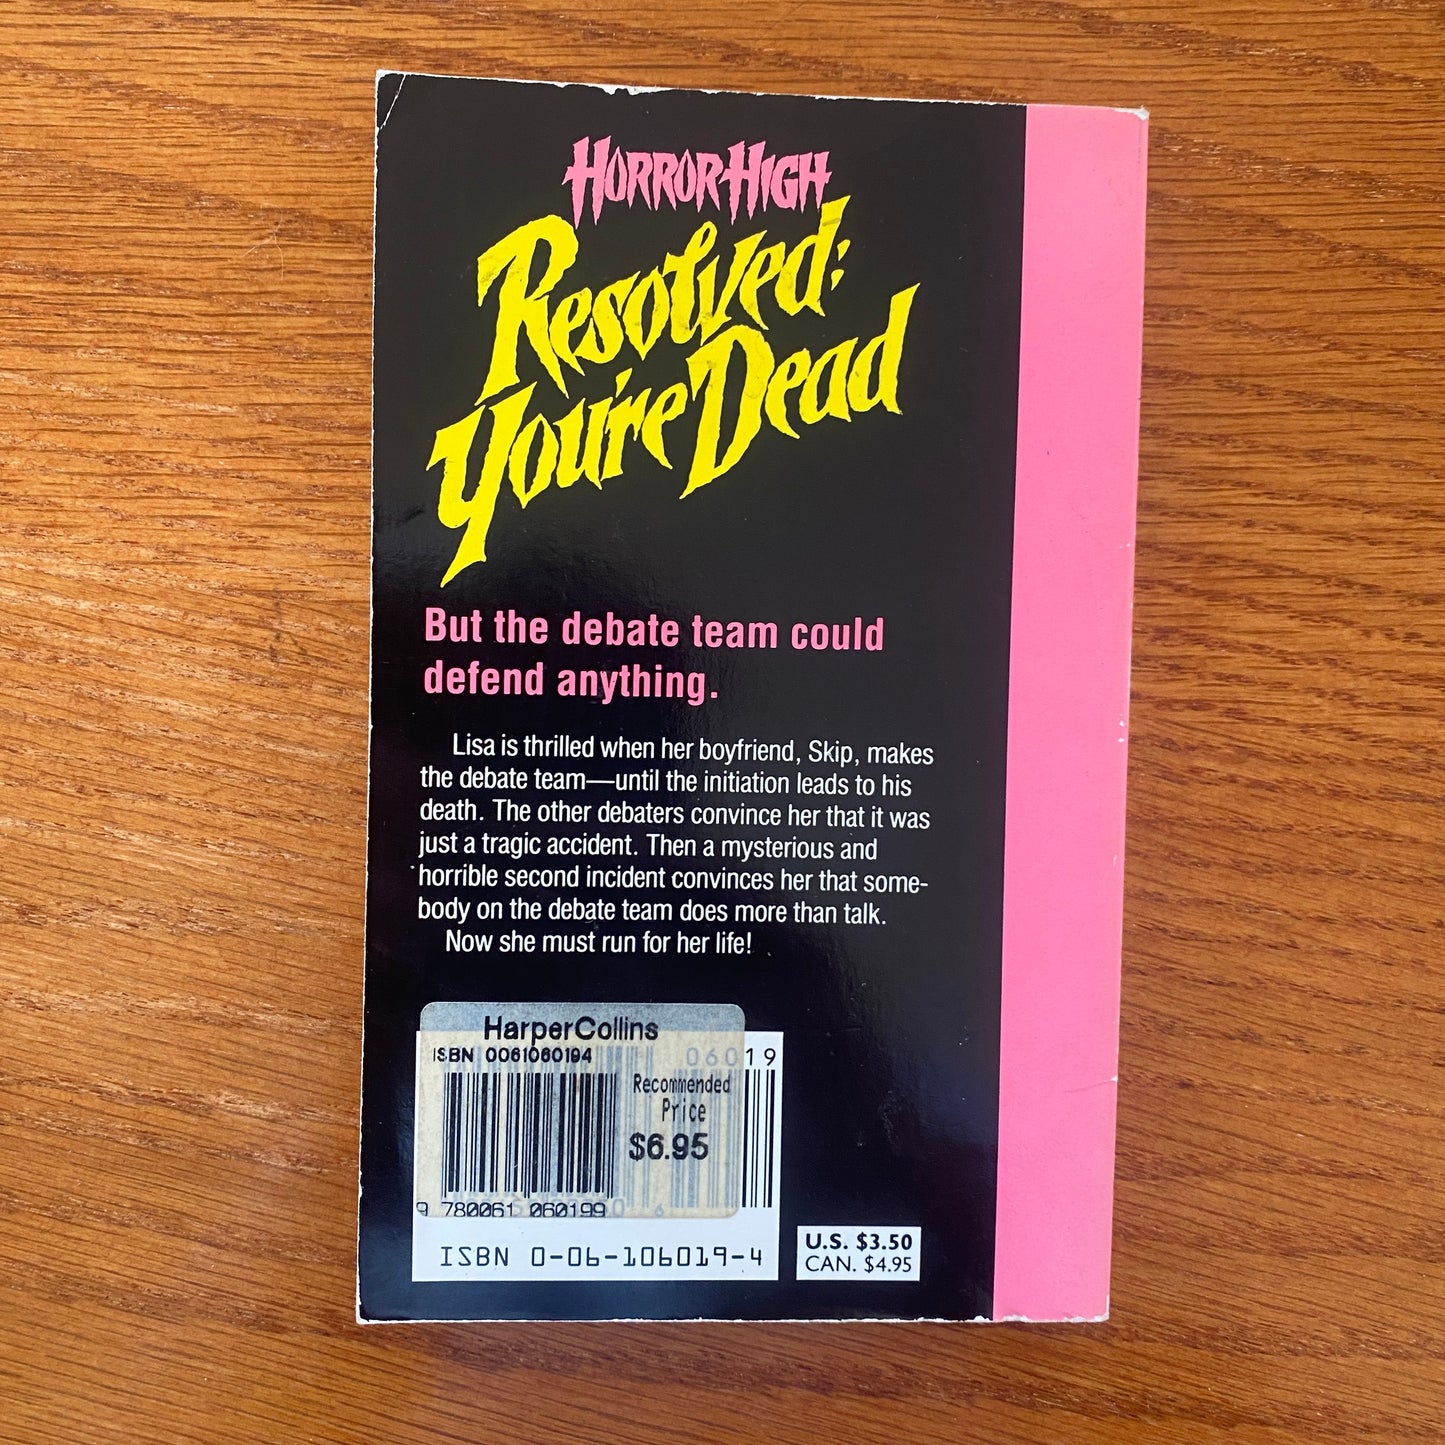 HORROR HIGH
Resolved:
You're Dead
But the debate team could
defend anything.
Lisa is thrilled when her boyfriend, Skip, makes
the debate team—until the initiation leads to his
death. The other debaters convince her that it was
just a tragic accident. Then a mysterious and
horrible second incident convinces her that some-
body on the debate team does more than talk.
Now she must run for her life!
HarperCollins
ISBN 0061060194
06019
Recommended
Price
$6.95
9 780061 060199
6
ISBN 0-06-106019-4
U.S. $3.50
CAN. $4.95